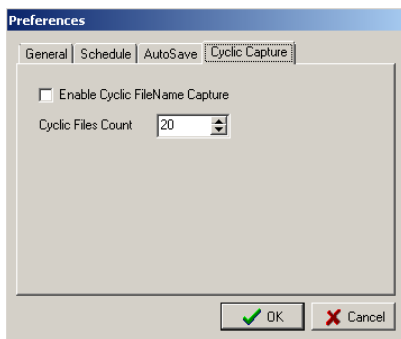 Preferences
General Schedule AutoSave Cyclic Capture
Enable Cyclic FileName Capture
Cyclic Files Count 20
OK Cancel